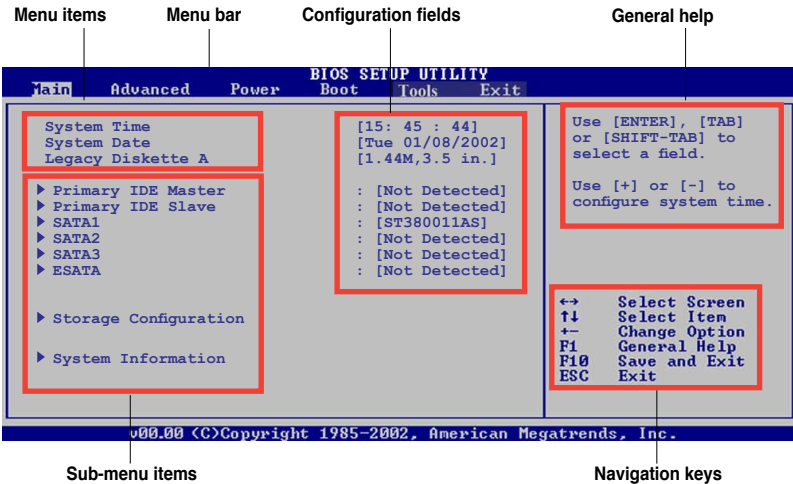 Menu items Menu bar Configuration fields General help
BIOS SETUP UTILITY
Main Advanced Power Boot Tools Exit
System Time [15: 45 : 44]
System Date [Tue 01/08/2002]
Legacy Diskette A [1.44M,3.5 in.]
Primary IDE Master : [Not Detected]
Primary IDE Slave : [Not Detected]
SATA1 : [ST380011AS]
SATA2 : [Not Detected]
SATA3 : [Not Detected]
ESATA : [Not Detected]
Storage Configuration
System Information
Use [ENTER], [TAB]
or [SHIFT-TAB] to
select a field.
Use [+] or [-] to
configure system time.
↔ Select Screen
↑↓ Select Item
+- Change Option
F1 General Help
F10 Save and Exit
ESC Exit
v00.00 (C)Copyright 1985-2002, American Megatrends, Inc.
Sub-menu items Navigation keys